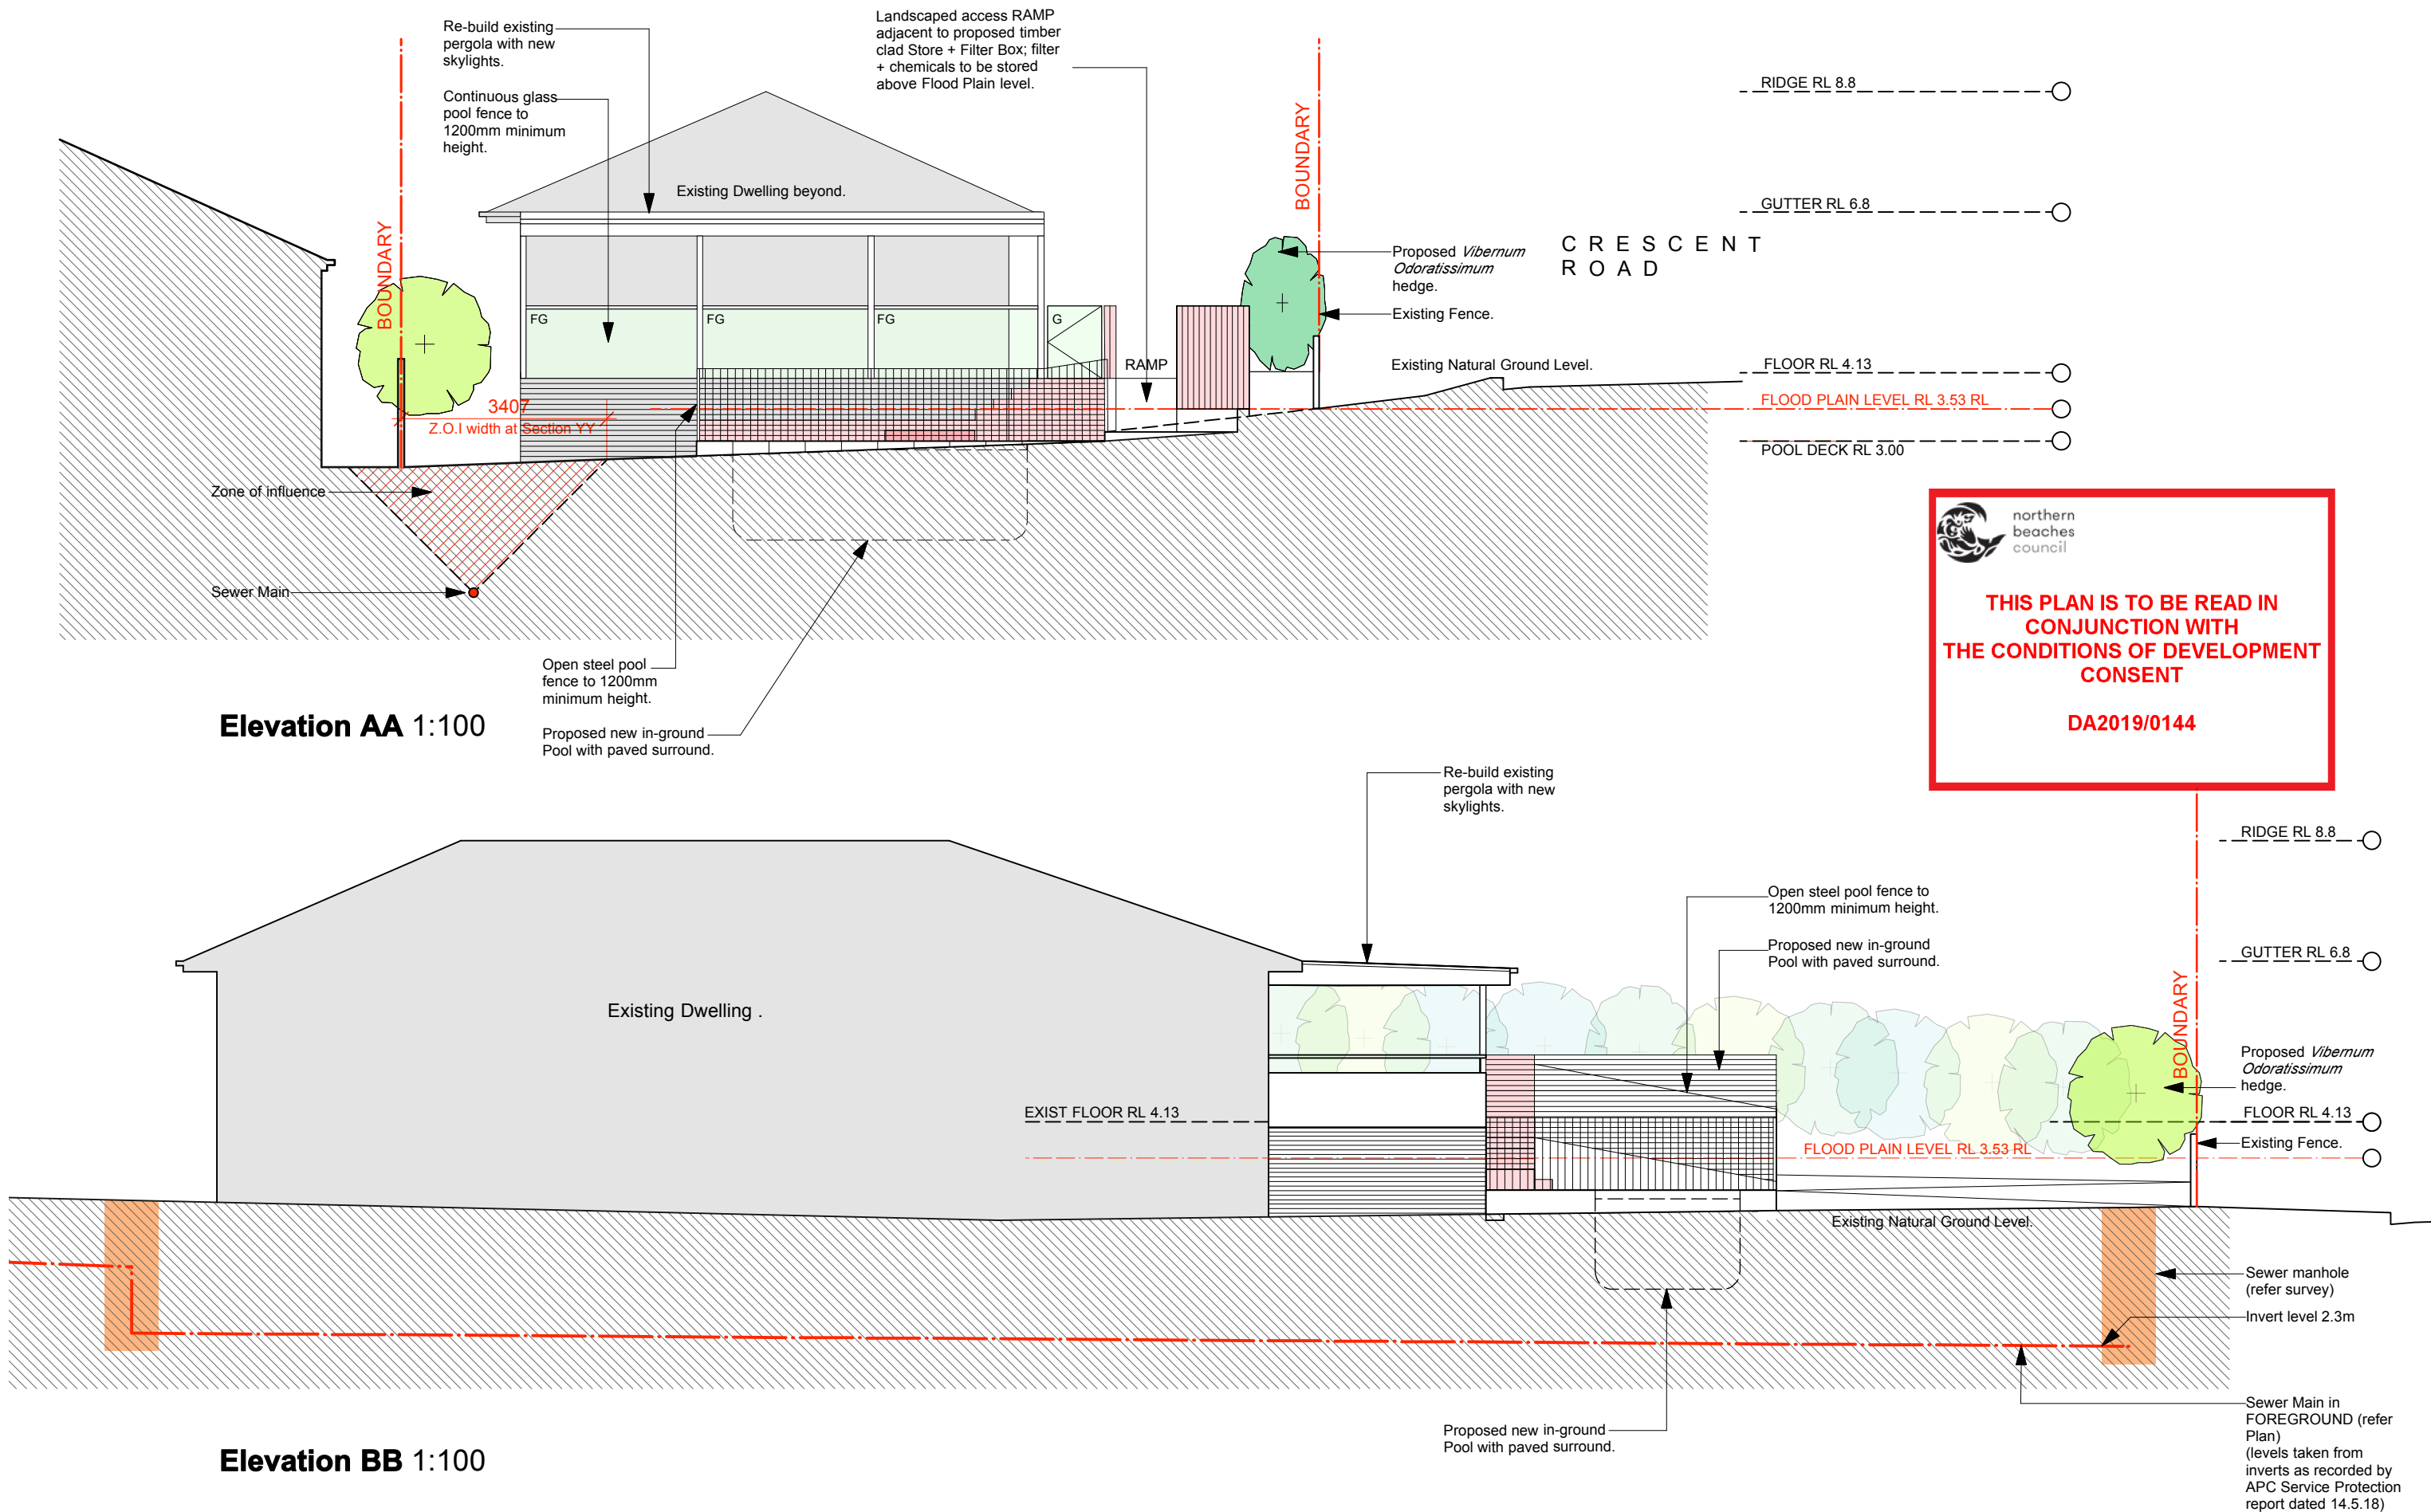 Re-build existing
pergola with new
skylights.
Continuous glass
pool fence to
1200mm minimum
height.
Landscaped access RAMP
adjacent to proposed timber
clad Store + Filter Box; filter
+ chemicals to be stored
above Flood Plain level.
BOUNDARY
BOUNDARY
Existing Dwelling beyond.
RIDGE RL 8.8
GUTTER RL 6.8
Proposed Vibernum
Odoratissimum
hedge.
CRESCENT
ROAD
Existing Fence.
FG
FG
FG
G
RAMP
Existing Natural Ground Level.
FLOOR RL 4.13
FLOOD PLAIN LEVEL RL 3.53 RL
POOL DECK RL 3.00
3407
Z.O.I width at Section YY
Zone of influence
Sewer Main
Open steel pool
fence to 1200mm
minimum height.
Proposed new in-ground
Pool with paved surround.
Elevation AA 1:100
northern
beaches
council
THIS PLAN IS TO BE READ IN
CONJUNCTION WITH
THE CONDITIONS OF DEVELOPMENT
CONSENT
DA2019/0144
Re-build existing
pergola with new
skylights.
Open steel pool fence to
1200mm minimum height.
Proposed new in-ground
Pool with paved surround.
RIDGE RL 8.8
GUTTER RL 6.8
BOUNDARY
Existing Dwelling .
Proposed Vibernum
Odoratissimum
hedge.
EXIST FLOOR RL 4.13
FLOOR RL 4.13
Existing Fence.
FLOOD PLAIN LEVEL RL 3.53 RL
Existing Natural Ground Level.
Sewer manhole
(refer survey)
Invert level 2.3m
Sewer Main in
FOREGROUND (refer
Plan)
(levels taken from
inverts as recorded by
APC Service Protection
report dated 14.5.18)
Proposed new in-ground
Pool with paved surround.
Elevation BB 1:100